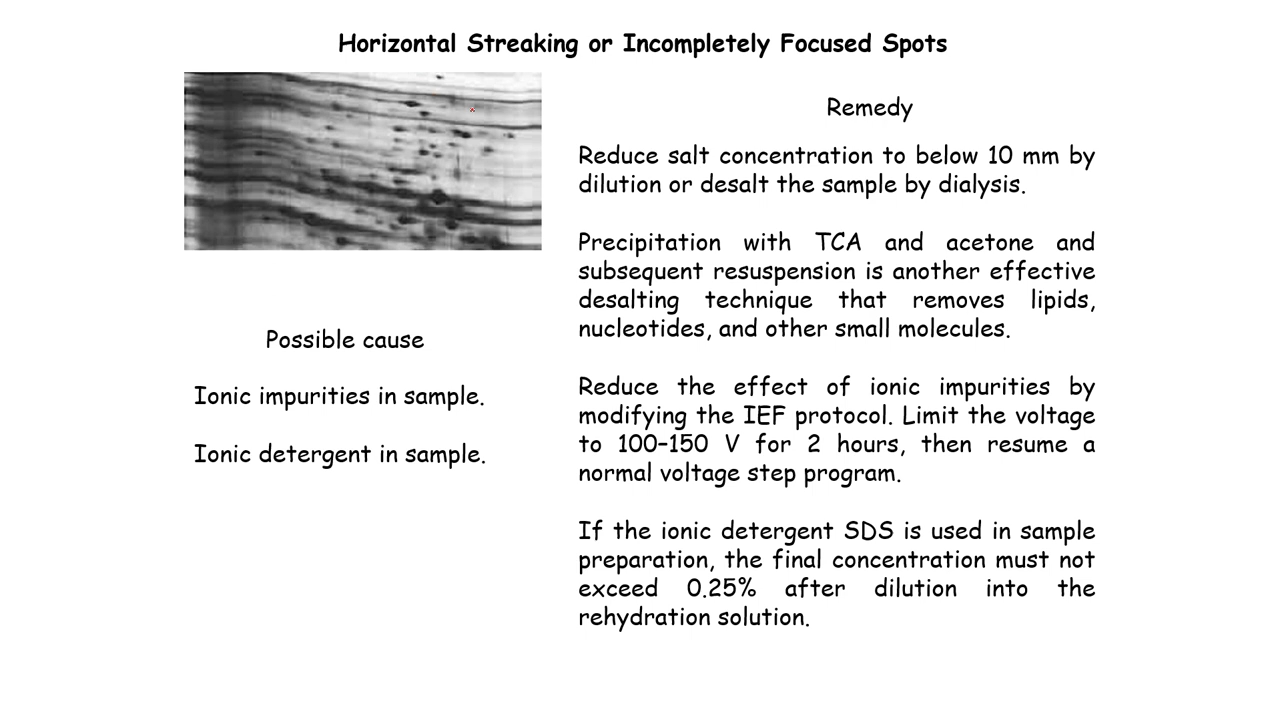 Horizontal Streaking or Incompletely Focused Spots
Possible cause
Ionic impurities in sample.
Ionic detergent in sample.
Remedy
Reduce salt concentration to below 10 mm by
dilution or desalt the sample by dialysis.
Precipitation with TCA and acetone and
subsequent resuspension is another effective
desalting technique that removes lipids,
nucleotides, and other small molecules.
Reduce the effect of ionic impurities by
modifying the IEF protocol. Limit the voltage
to 100–150 V for 2 hours, then resume a
normal voltage step program.
If the ionic detergent SDS is used in sample
preparation, the final concentration must not
exceed 0.25% after dilution into the
rehydration solution.